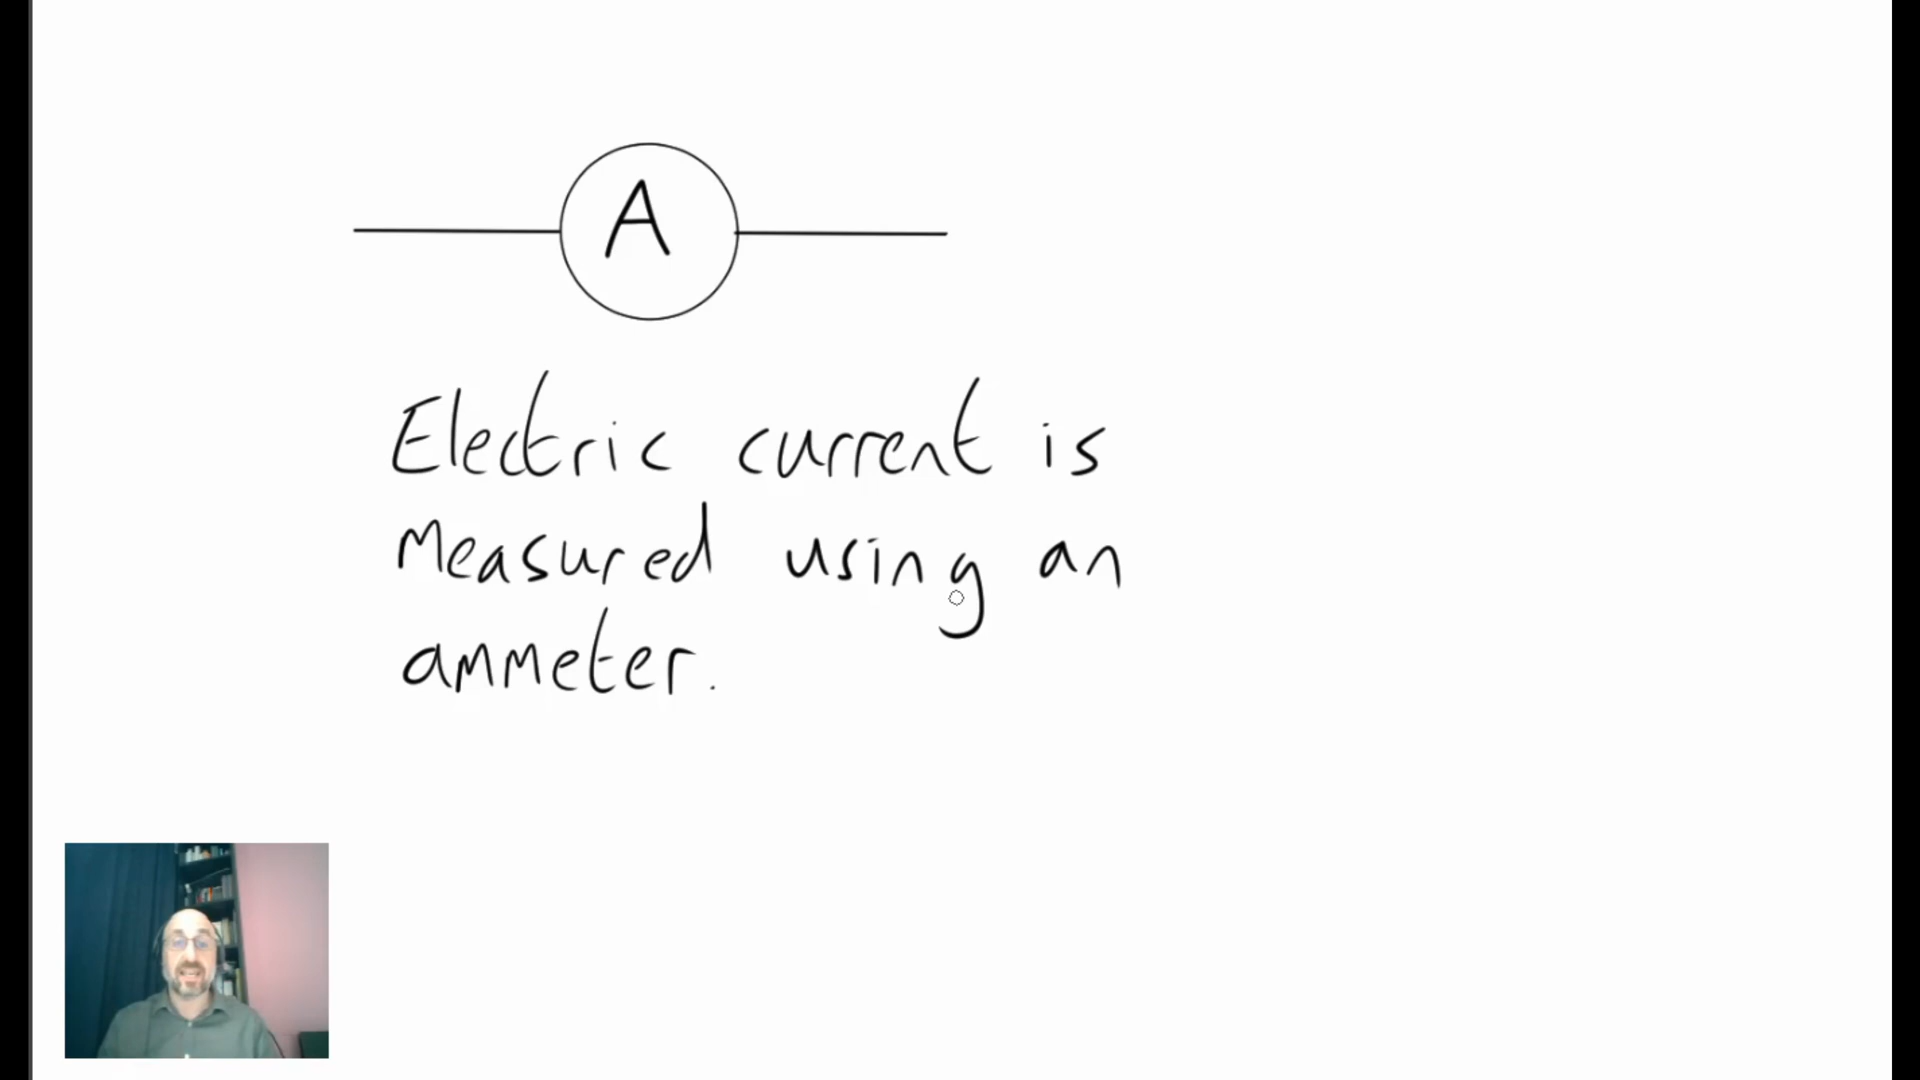 A
Electric current is
measured using an
ammeter.